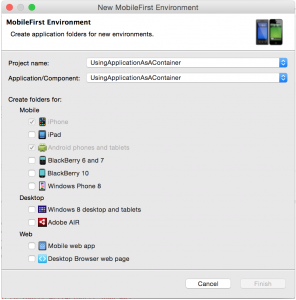 New MobileFirst Environment
MobileFirst Environment
Create application folders for new environments.
Project name: UsingApplicationAsAContainer
Application/Component: UsingApplicationAsAContainer
Create folders for:
Mobile
iPhone
iPad
Android phones and tablets
BlackBerry 6 and 7
BlackBerry 10
Windows Phone 8
Desktop
Windows 8 desktop and tablets
Adobe AIR
Web
Mobile web app
Desktop Browser web page
Cancel Finish